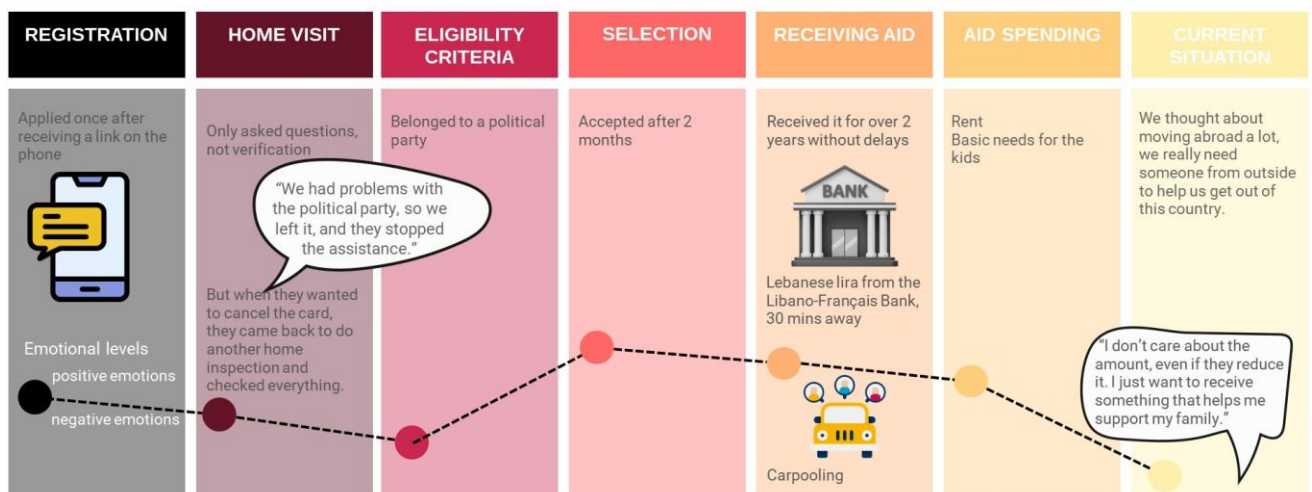 REGISTRATION
Applied once after
receiving a link on the
phone
Emotional levels
positive emotions
negative emotions
HOME VISIT
Only asked questions,
not verification
"We had problems with
the political party, so we
left it, and they stopped
the assistance."
But when they wanted
to cancel the card,
they came back to do
another home
inspection and
checked everything.
ELIGIBILITY
CRITERIA
Belonged to a political
party
SELECTION
Accepted after 2
months
RECEIVING AID
Received it for over 2
years without delays
BANK
Lebanese lira from the
Libano-Français Bank,
30 mins away
Carpooling
AID SPENDING
Rent
Basic needs for the
kids
CURRENT
SITUATION
We thought about
moving abroad a lot,
we really need
someone from outside
to help us get out of
this country.
"I don't care about the
amount, even if they reduce
it. I just want to receive
something that helps me
support my family."